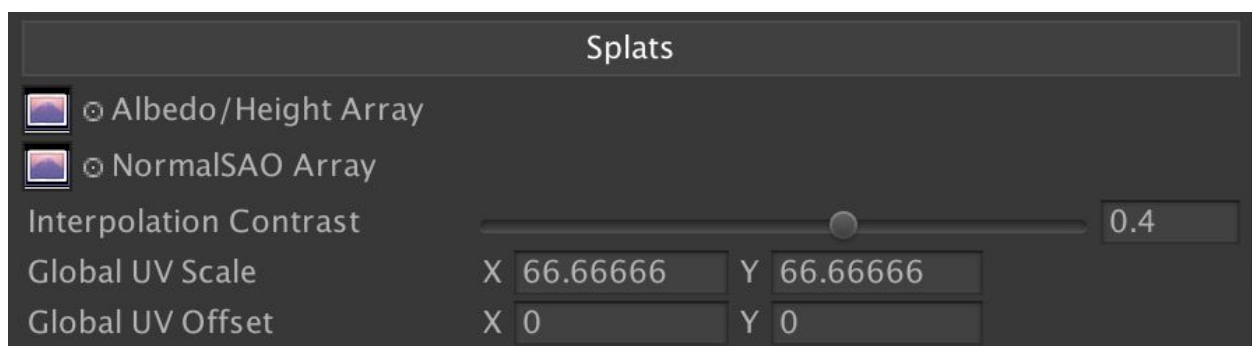 Splats
Albedo/Height Array
NormalSAO Array
Interpolation Contrast 0.4
Global UV Scale X 66.66666 Y 66.66666
Global UV Offset X 0 Y 0